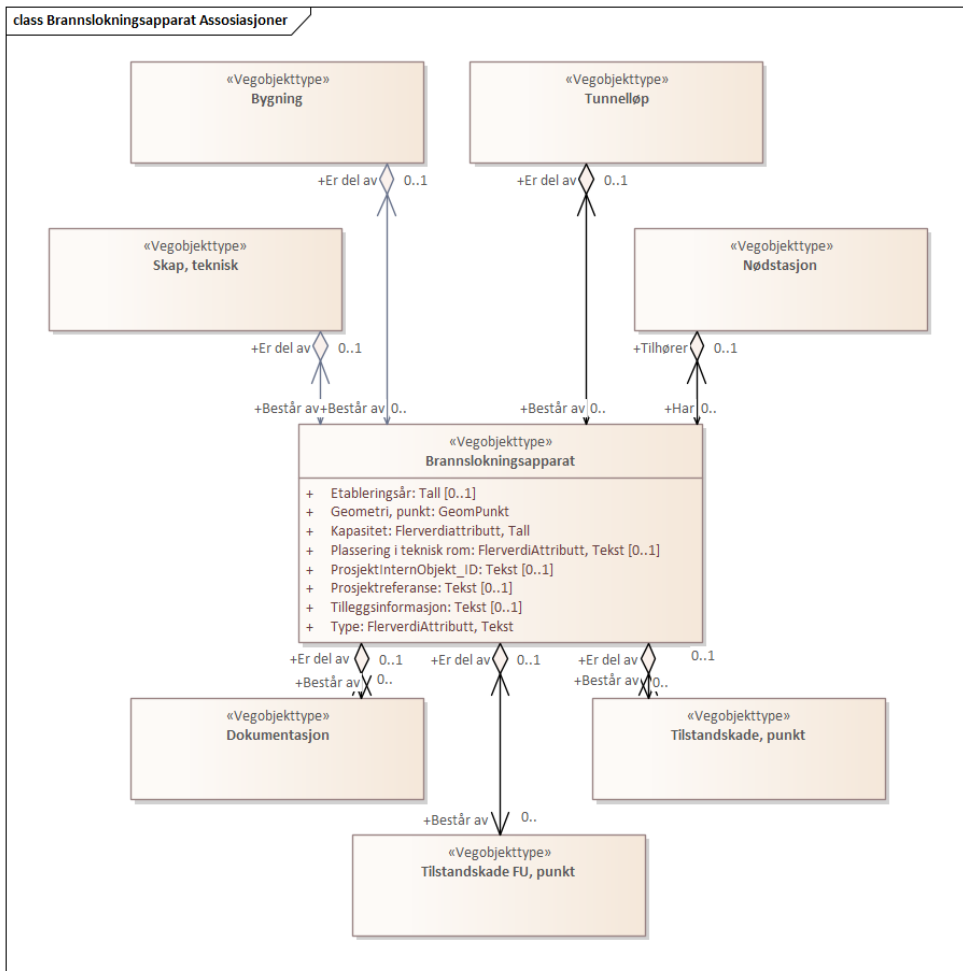 class Brannslokningsapparat Assosiasjoner
«Vegobjekttype»
Bygning
«Vegobjekttype»
Tunnelløp
+Er del av 0..1
+Er del av 0..1
«Vegobjekttype»
Skap, teknisk
«Vegobjekttype»
Nødstasjon
+Er del av 0..1
+Tilhører 0..1
+Består av
+Består av 0..
+Består av 0..
+Har 0..
«Vegobjekttype»
Brannslokningsapparat
+ Etableringsår: Tall [0..1]
+ Geometri, punkt: GeomPunkt
+ Kapasitet: Flerverdiattributt, Tall
+ Plassering i teknisk rom: FlerverdiAttributt, Tekst [0..1]
+ ProsjektInternObjekt_ID: Tekst [0..1]
+ Prosjektreferanse: Tekst [0..1]
+ Tilleggsinformasjon: Tekst [0..1]
+ Type: FlerverdiAttributt, Tekst
+Er del av 0..1
+Er del av 0..1
+Er del av 0..1
+Består av 0..
+Består av 0..
«Vegobjekttype»
Dokumentasjon
«Vegobjekttype»
Tilstandskade, punkt
+Består av 0..
«Vegobjekttype»
Tilstandskade FU, punkt